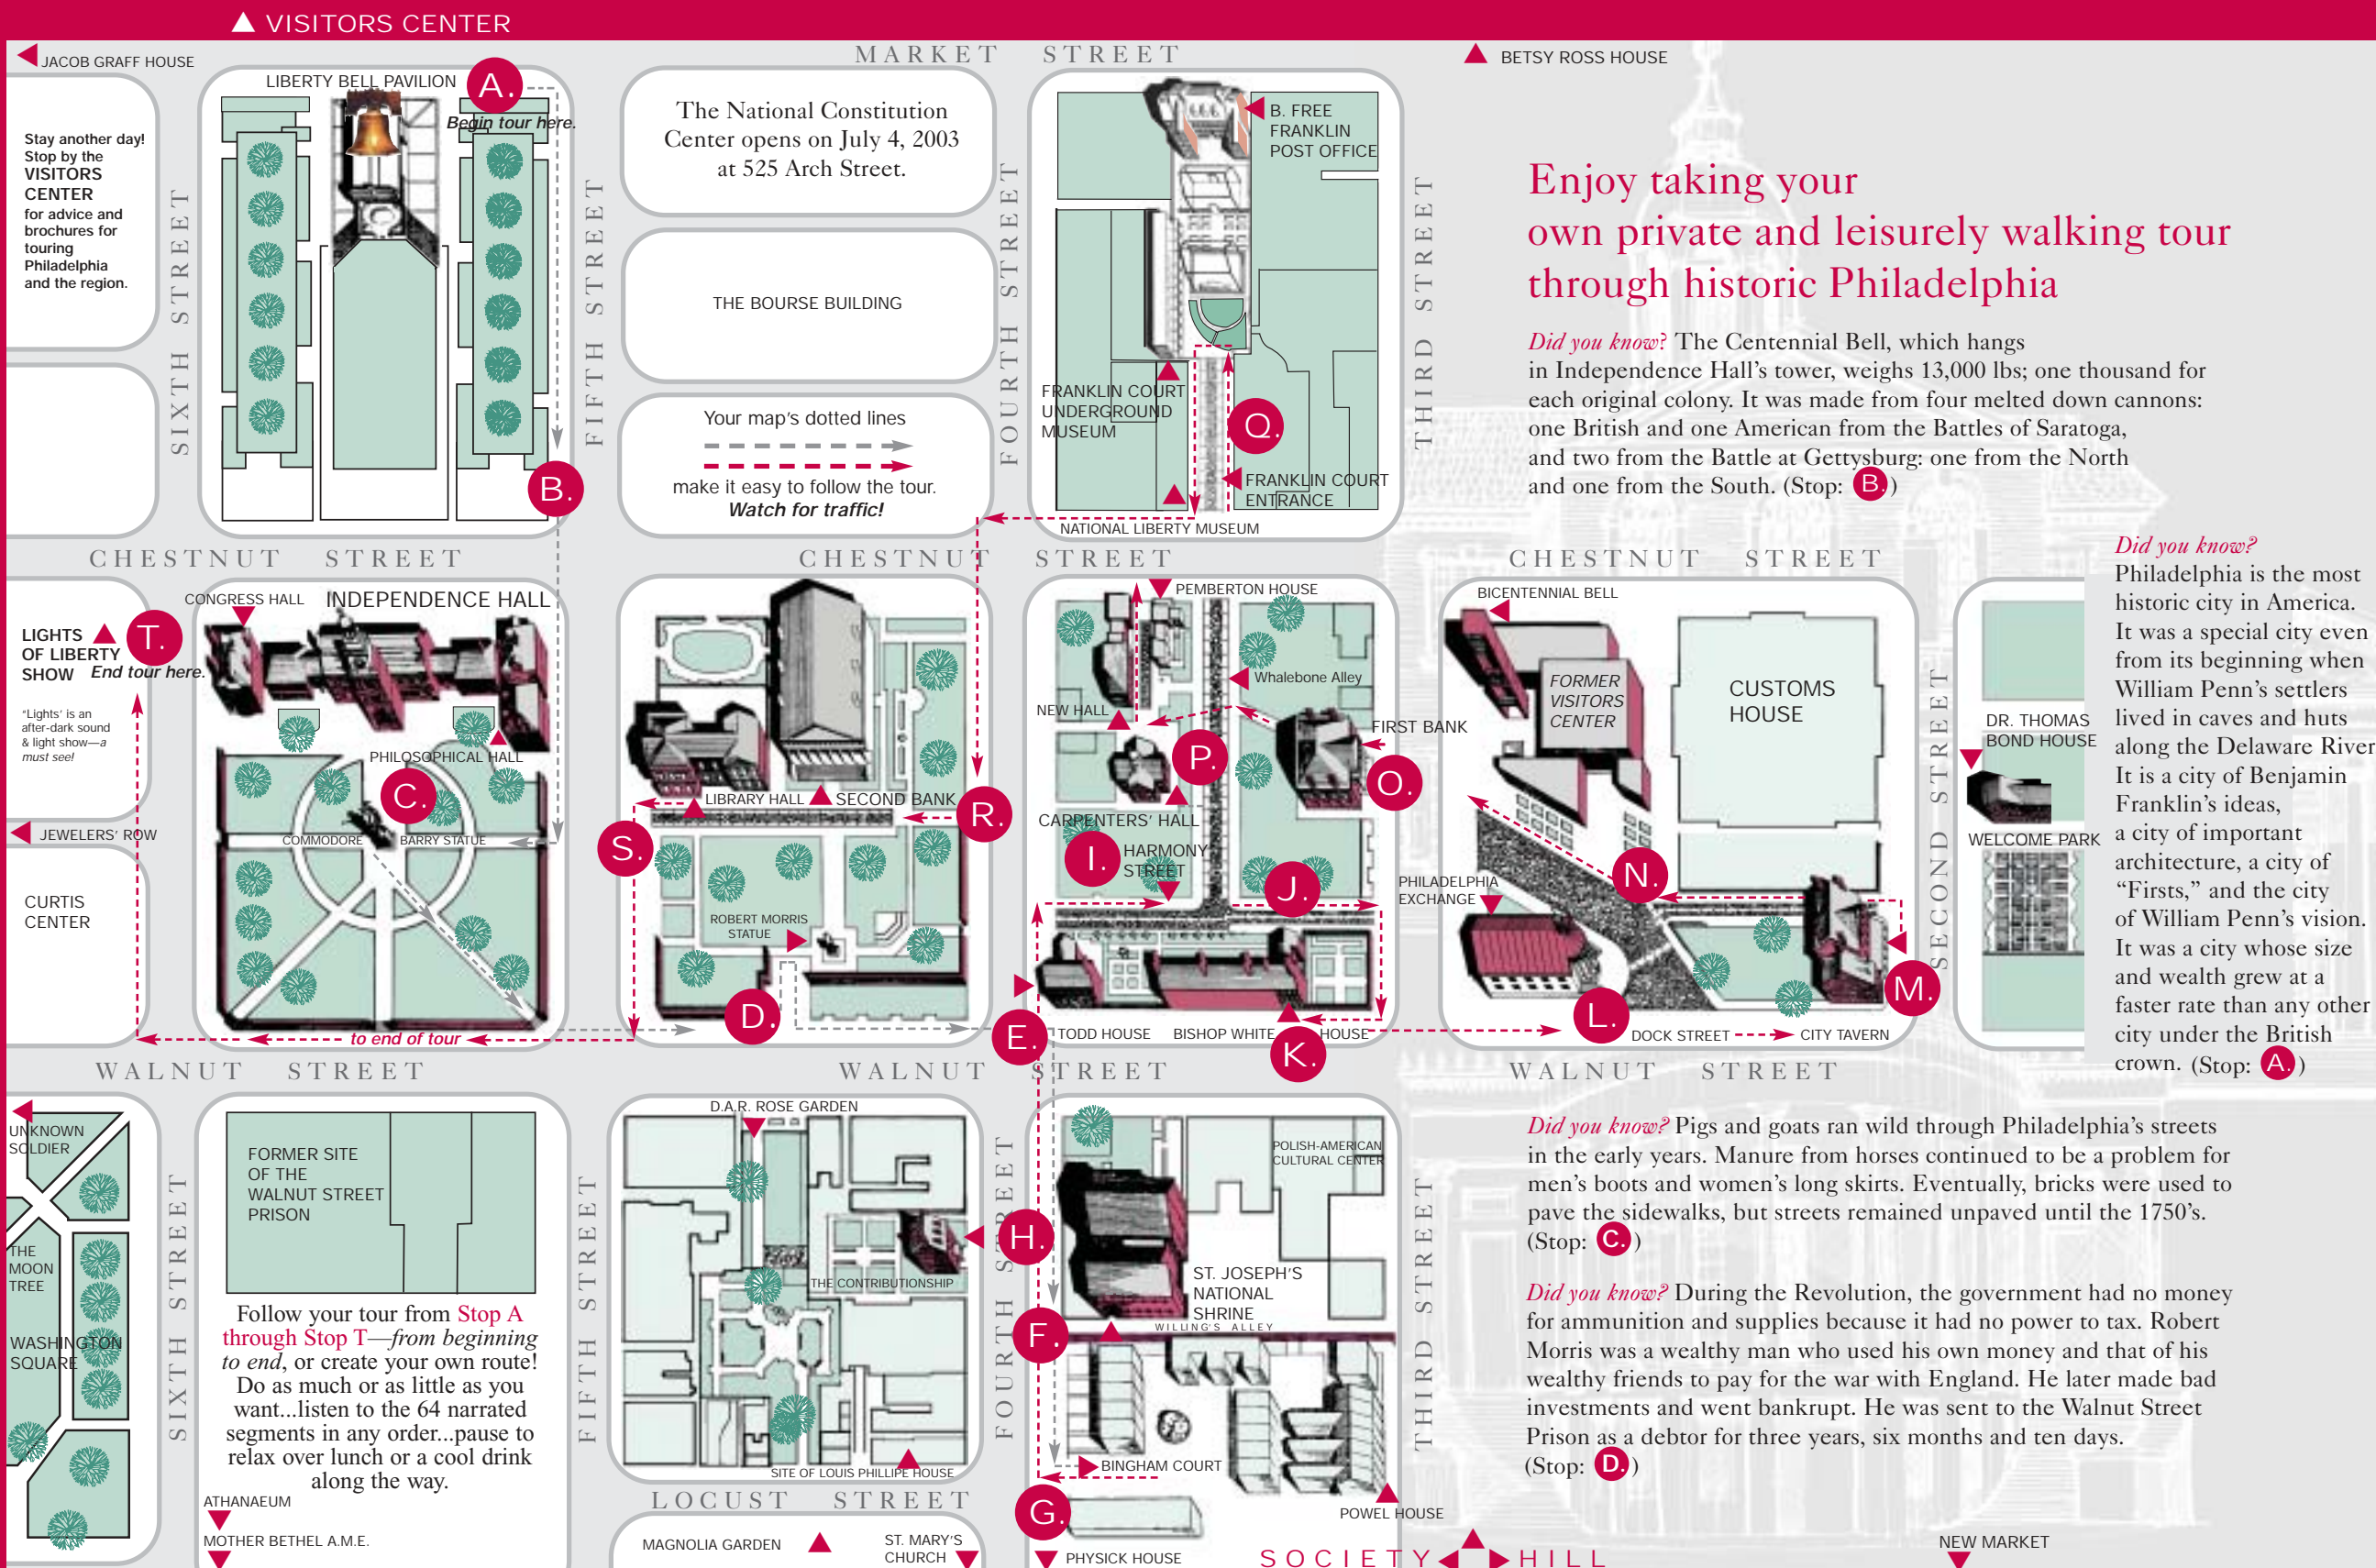 VISITORS CENTER
JACOB GRAFF HOUSE
MARKET STREET
BETSY ROSS HOUSE
LIBERTY BELL PAVILION
A.
Begin tour here.
Stay another day!
Stop by the
VISITORS
CENTER
for advice and
brochures for
touring
Philadelphia
and the region.
SIXTH STREET
B.
FIFTH STREET
The National Constitution
Center opens on July 4, 2003
at 525 Arch Street.
THE BOURSE BUILDING
Your map's dotted lines
make it easy to follow the tour.
Watch for traffic!
FOURTH STREET
B. FREE
FRANKLIN
POST OFFICE
FRANKLIN COURT
UNDERGROUND
MUSEUM
Q.
FRANKLIN COURT
ENTRANCE
NATIONAL LIBERTY MUSEUM
THIRD STREET
Enjoy taking your
own private and leisurely walking tour
through historic Philadelphia
Did you know? The Centennial Bell, which hangs
in Independence Hall's tower, weighs 13,000 lbs; one thousand for
each original colony. It was made from four melted down cannons:
one British and one American from the Battles of Saratoga,
and two from the Battle at Gettysburg: one from the North
and one from the South. (Stop: B.)
CHESTNUT STREET
CHESTNUT STREET
CHESTNUT STREET
LIGHTS
OF LIBERTY
SHOW
T.
End tour here.
"Lights' is an
after-dark sound
& light show—a
must see!
JEWELERS' ROW
CURTIS
CENTER
CONGRESS HALL
INDEPENDENCE HALL
PHILOSOPHICAL HALL
C.
COMMODORE BARRY STATUE
to end of tour
LIBRARY HALL
SECOND BANK
R.
S.
ROBERT MORRIS
STATUE
D.
PEMBERTON HOUSE
Whalebone Alley
NEW HALL
FIRST BANK
P.
O.
CARPENTERS' HALL
I.
HARMONY
STREET
J.
E.
TODD HOUSE
BISHOP WHITE HOUSE
K.
BICENTENNIAL BELL
FORMER
VISITORS
CENTER
CUSTOMS
HOUSE
PHILADELPHIA
EXCHANGE
N.
M.
L.
DOCK STREET
CITY TAVERN
SECOND STREET
DR. THOMAS
BOND HOUSE
WELCOME PARK
Did you know?
Philadelphia is the most
historic city in America.
It was a special city even
from its beginning when
William Penn's settlers
lived in caves and huts
along the Delaware River
It is a city of Benjamin
Franklin's ideas,
a city of important
architecture, a city of
"Firsts," and the city
of William Penn's vision.
It was a city whose size
and wealth grew at a
faster rate than any other
city under the British
crown. (Stop: A.)
WALNUT STREET
WALNUT STREET
WALNUT STREET
UNKNOWN
SOLDIER
THE
MOON
TREE
WASHINGTON
SQUARE
SIXTH STREET
FORMER SITE
OF THE
WALNUT STREET
PRISON
Follow your tour from Stop A
through Stop T—from beginning
to end, or create your own route!
Do as much or as little as you
want...listen to the 64 narrated
segments in any order...pause to
relax over lunch or a cool drink
along the way.
ATHANAEUM
MOTHER BETHEL A.M.E.
FIFTH STREET
D.A.R. ROSE GARDEN
THE CONTRIBUTIONSHIP
SITE OF LOUIS PHILLIPE HOUSE
LOCUST STREET
MAGNOLIA GARDEN
ST. MARY'S
CHURCH
FOURTH STREET
H.
F.
G.
POLISH-AMERICAN
CULTURAL CENTER
ST. JOSEPH'S
NATIONAL
SHRINE
WILLING'S ALLEY
BINGHAM COURT
POWEL HOUSE
PHYSICK HOUSE
THIRD STREET
SOCIETY HILL
NEW MARKET
Did you know? Pigs and goats ran wild through Philadelphia's streets
in the early years. Manure from horses continued to be a problem for
men's boots and women's long skirts. Eventually, bricks were used to
pave the sidewalks, but streets remained unpaved until the 1750's.
(Stop: C.)
Did you know? During the Revolution, the government had no money
for ammunition and supplies because it had no power to tax. Robert
Morris was a wealthy man who used his own money and that of his
wealthy friends to pay for the war with England. He later made bad
investments and went bankrupt. He was sent to the Walnut Street
Prison as a debtor for three years, six months and ten days.
(Stop: D.)